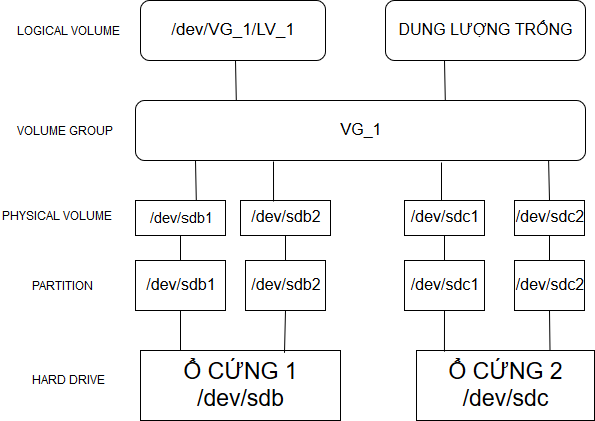 LOGICAL VOLUME
/dev/VG_1/LV_1
DUNG LƯỢNG TRỐNG
VOLUME GROUP
VG_1
PHYSICAL VOLUME
/dev/sdb1
/dev/sdb2
/dev/sdc1
/dev/sdc2
PARTITION
/dev/sdb1
/dev/sdb2
/dev/sdc1
/dev/sdc2
HARD DRIVE
Ổ CỨNG 1
/dev/sdb
Ổ CỨNG 2
/dev/sdc